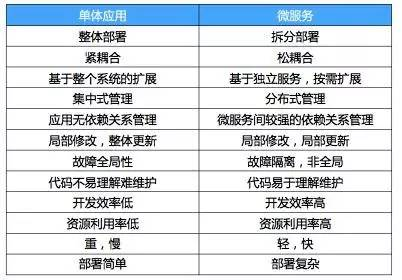 单体应用 微服务
整体部署 拆分部署
紧耦合 松耦合
基于整个系统的扩展 基于独立服务，按需扩展
集中式管理 分布式管理
应用无依赖关系管理 微服务间较强的依赖关系管理
局部修改，整体更新 局部修改，局部更新
故障全局性 故障隔离，非全局
代码不易理解难维护 代码易于理解维护
开发效率低 开发效率高
资源利用率低 资源利用率高
重，慢 轻，快
部署简单 部署复杂